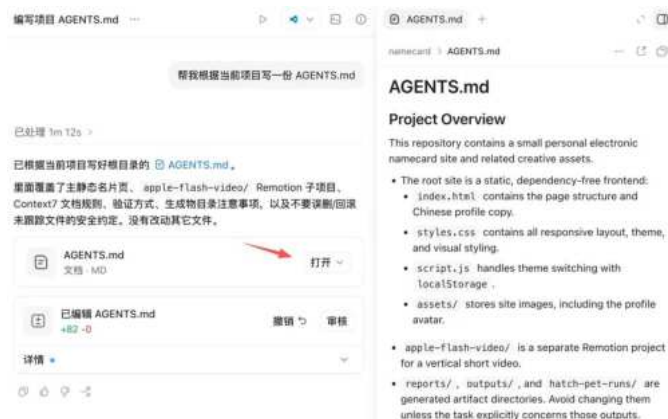 编写项目 AGENTS.md
帮我根据当前项目写一份 AGENTS.md
已处理 1m 12s
已根据当前项目写好根目录的 AGENTS.md。
里面覆盖了主静态名片页、 apple-flash-video/ Remotion 子项目、
Context7 文档规则、验证方式、生成物目录注意事项，以及不要误删/回滚
未跟踪文件的安全约定。没有改动其它文件。
AGENTS.md
文档 · MD
打开
已编辑 AGENTS.md
+82 -0
撤销
审核
详情
AGENTS.md
namecard > AGENTS.md
AGENTS.md
Project Overview
This repository contains a small personal electronic
namecard site and related creative assets.
• The root site is a static, dependency-free frontend:
• index.html contains the page structure and
Chinese profile copy.
• styles.css contains all responsive layout, theme,
and visual styling.
• script.js handles theme switching with
localStorage .
• assets/ stores site images, including the profile
avatar.
• apple-flash-video/ is a separate Remotion project
for a vertical short video.
• reports/ , outputs/ , and hatch-pet-runs/ are
generated artifact directories. Avoid changing them
unless the task explicitly concerns those outputs.